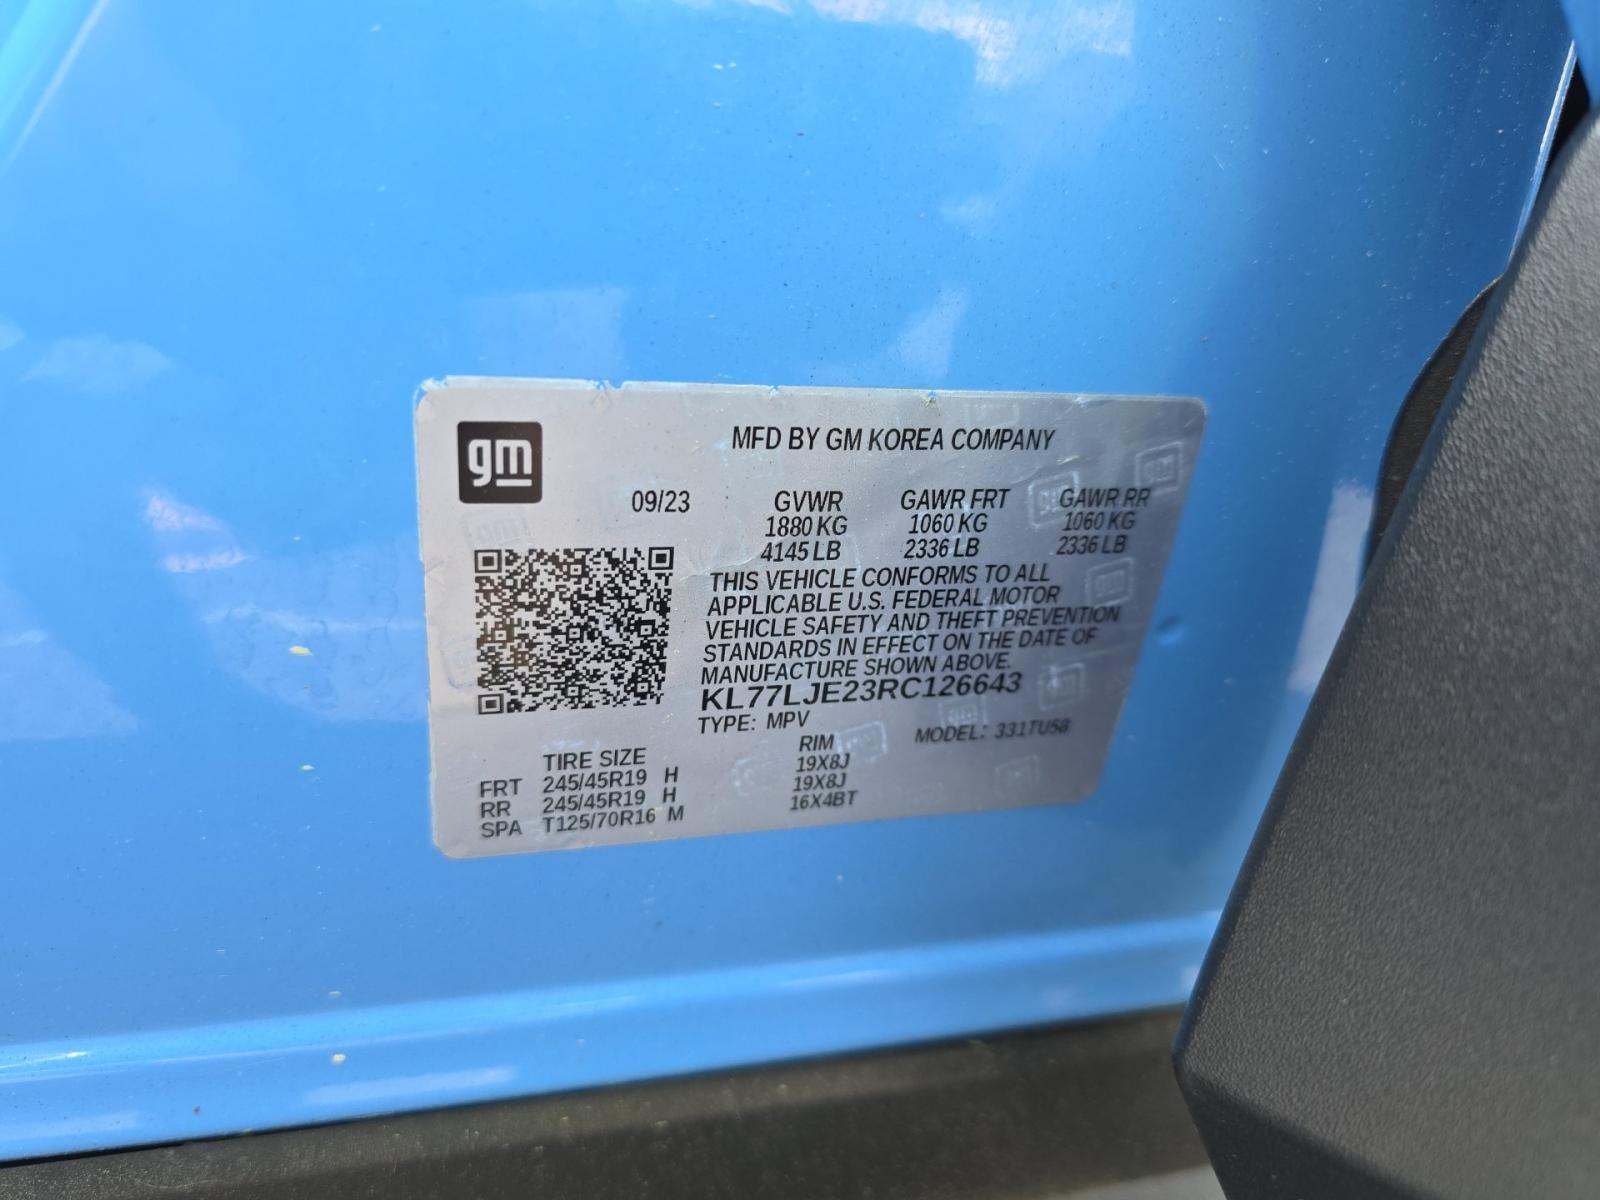 gm
MFD BY GM KOREA COMPANY
09/23 GVWR GAWR FRT GAWR RR
1880 KG 1060 KG 1060 KG
4145 LB 2336 LB 2336 LB
THIS VEHICLE CONFORMS TO ALL
APPLICABLE U.S. FEDERAL MOTOR
VEHICLE SAFETY AND THEFT PREVENTION
STANDARDS IN EFFECT ON THE DATE OF
MANUFACTURE SHOWN ABOVE.
KL77LJE23RC126643
TYPE: MPV MODEL: 331TU58
TIRE SIZE RIM
FRT 245/45R19 H 19X8J
RR 245/45R19 H 19X8J
SPA T125/70R16 M 16X4BT